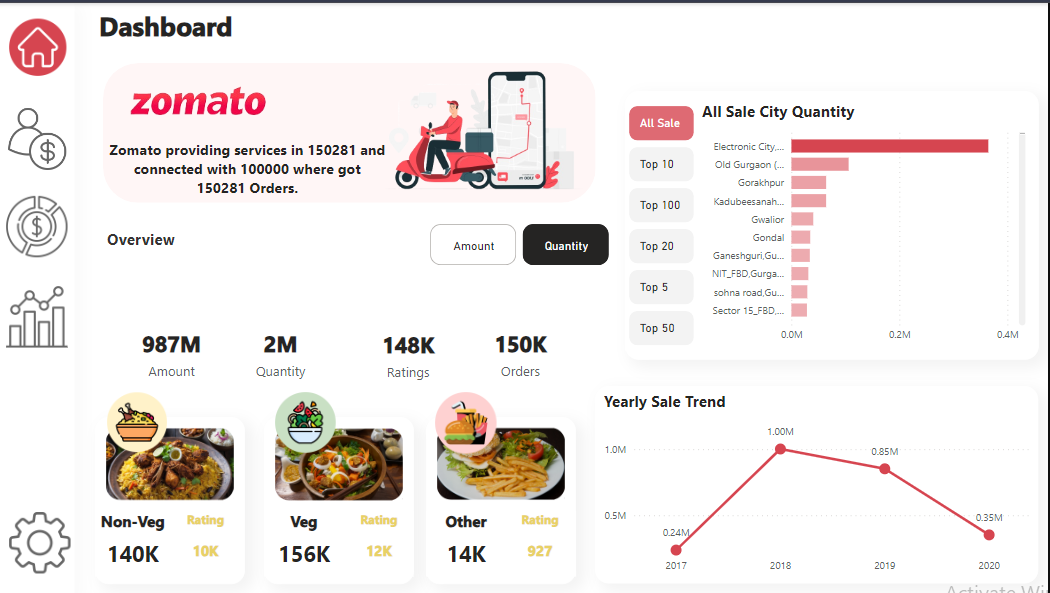 Dashboard
zomato
Zomato providing services in 150281 and
connected with 100000 where got
150281 Orders.
Overview
Amount
Quantity
987M
Amount
2M
Quantity
148K
Ratings
150K
Orders
Non-Veg
Rating
140K
10K
Veg
Rating
156K
12K
Other
Rating
14K
927
All Sale
Top 10
Top 100
Top 20
Top 5
Top 50
All Sale City Quantity
Electronic City,...
Old Gurgaon (...
Gorakhpur
Kadubeesanah...
Gwalior
Gondal
Ganeshguri,Gu...
NIT_FBD,Gurga...
sohna road,Gu...
Sector 15_FBD,...
0.0M 0.2M 0.4M
Yearly Sale Trend
1.0M
0.5M
0.24M
1.00M
0.85M
0.35M
2017 2018 2019 2020
Activate Wi